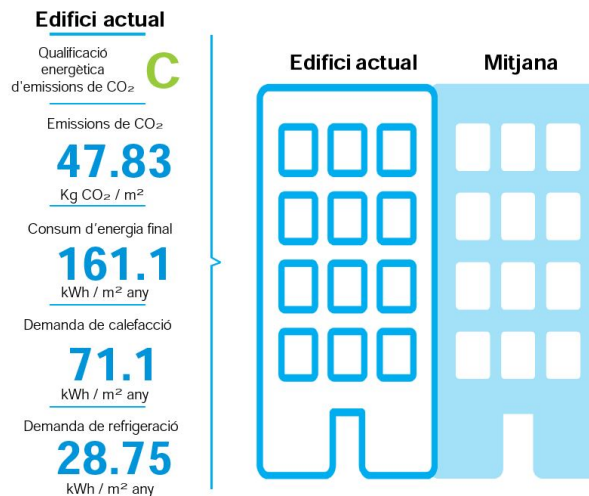 Edifici actual
Qualificació
energètica
d'emissions de CO₂
C
Emissions de CO₂
47.83
Kg CO₂ / m²
Consum d'energia final
161.1
kWh / m² any
Demanda de calefacció
71.1
kWh / m² any
Demanda de refrigeració
28.75
kWh / m² any
Edifici actual
Mitjana